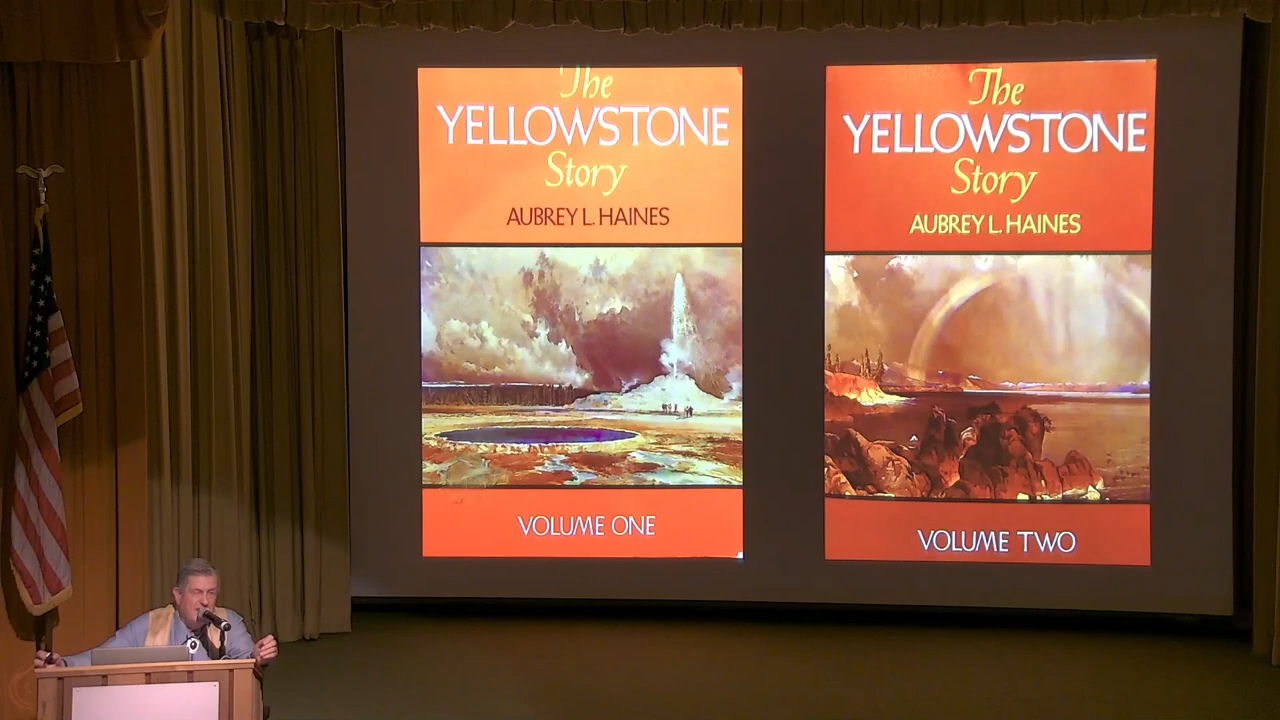 The
YELLOWSTONE
Story
AUBREY L. HAINES
VOLUME ONE
The
YELLOWSTONE
Story
AUBREY L. HAINES
VOLUME TWO